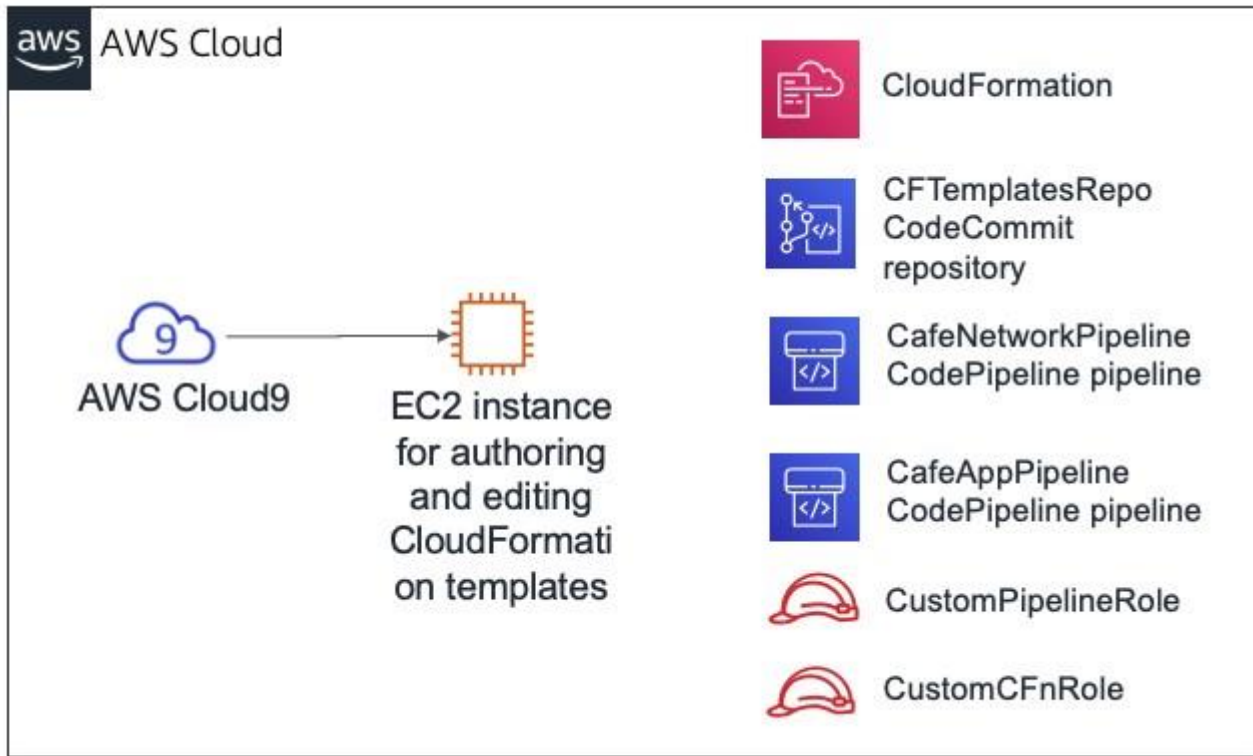 aws
AWS Cloud
CloudFormation
CFTemplatesRepo
CodeCommit
repository
9
AWS Cloud9
EC2 instance
for authoring
and editing
CloudFormati
on templates
</>
CafeNetworkPipeline
CodePipeline pipeline
</>
CafeAppPipeline
CodePipeline pipeline
</>
CustomPipelineRole
CustomCFnRole